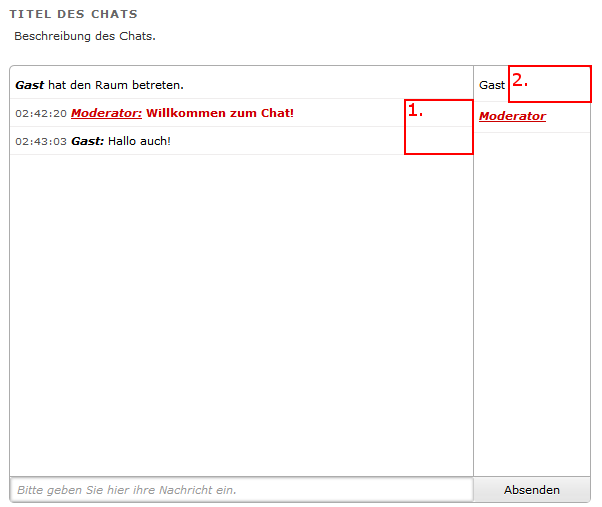 TITEL DES CHATS
Beschreibung des Chats.
Gast hat den Raum betreten.
02:42:20 Moderator: Willkommen zum Chat!
1.
02:43:03 Gast: Hallo auch!
Gast
2.
Moderator
Bitte geben Sie hier ihre Nachricht ein.
Absenden